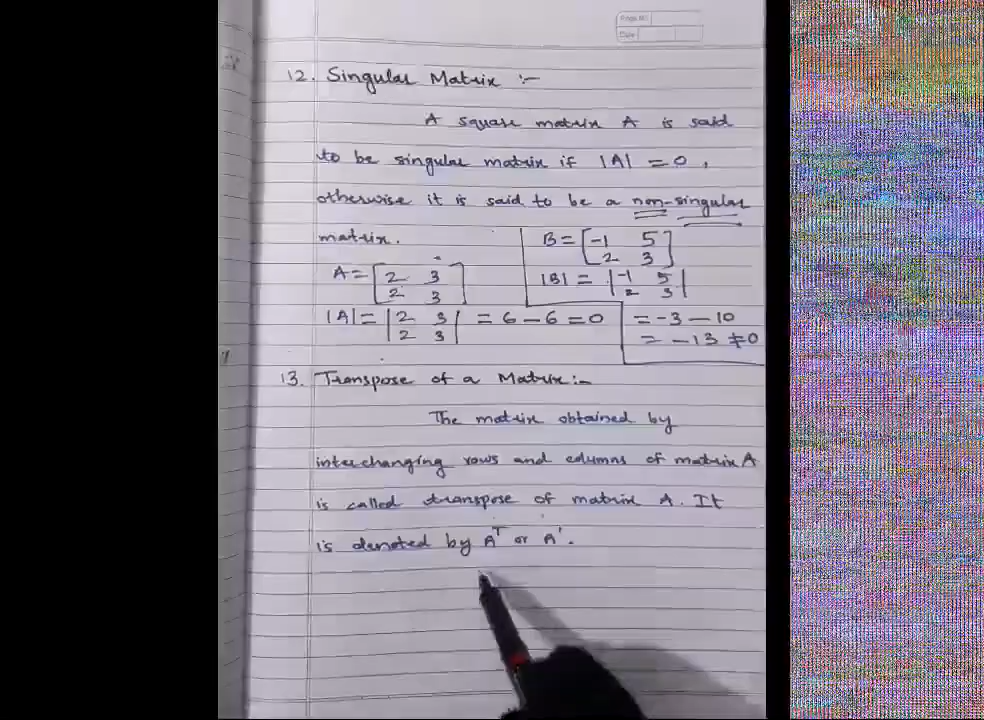 Page No.
Date
12. Singular Matrix :-
A square matrix A is said
to be singular matrix if |A| = 0,
otherwise it is said to be a non-singular
matrix.
A = [2 3
2 3]
|A| = |2 3
2 3| = 6 - 6 = 0
B = [-1 5
2 3]
|B| = |-1 5
2 3|
= -3 - 10
= -13 ≠ 0
13. Transpose of a Matrix:-
The matrix obtained by
interchanging rows and columns of matrix A
is called transpose of matrix A. It
is denoted by Aᵀ or A'.